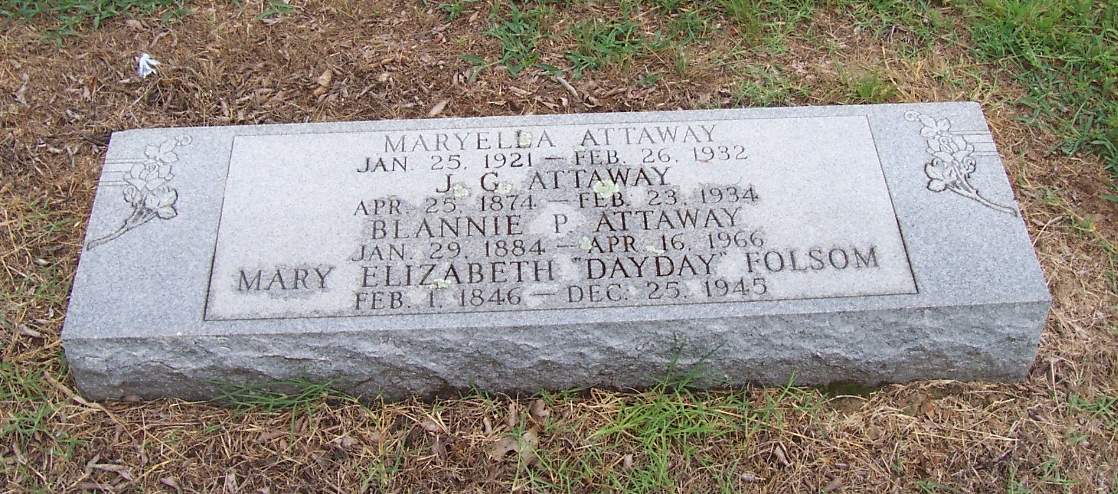 MARYELLA ATTAWAY
JAN. 25, 1921 — FEB. 26, 1932
J. G. ATTAWAY
APR. 25, 1874 — FEB. 23, 1934
BLANNIE P. ATTAWAY
JAN. 29, 1884 — APR. 16, 1966
MARY ELIZABETH "DAYDAY" FOLSOM
FEB. 1, 1846 — DEC. 25, 1945